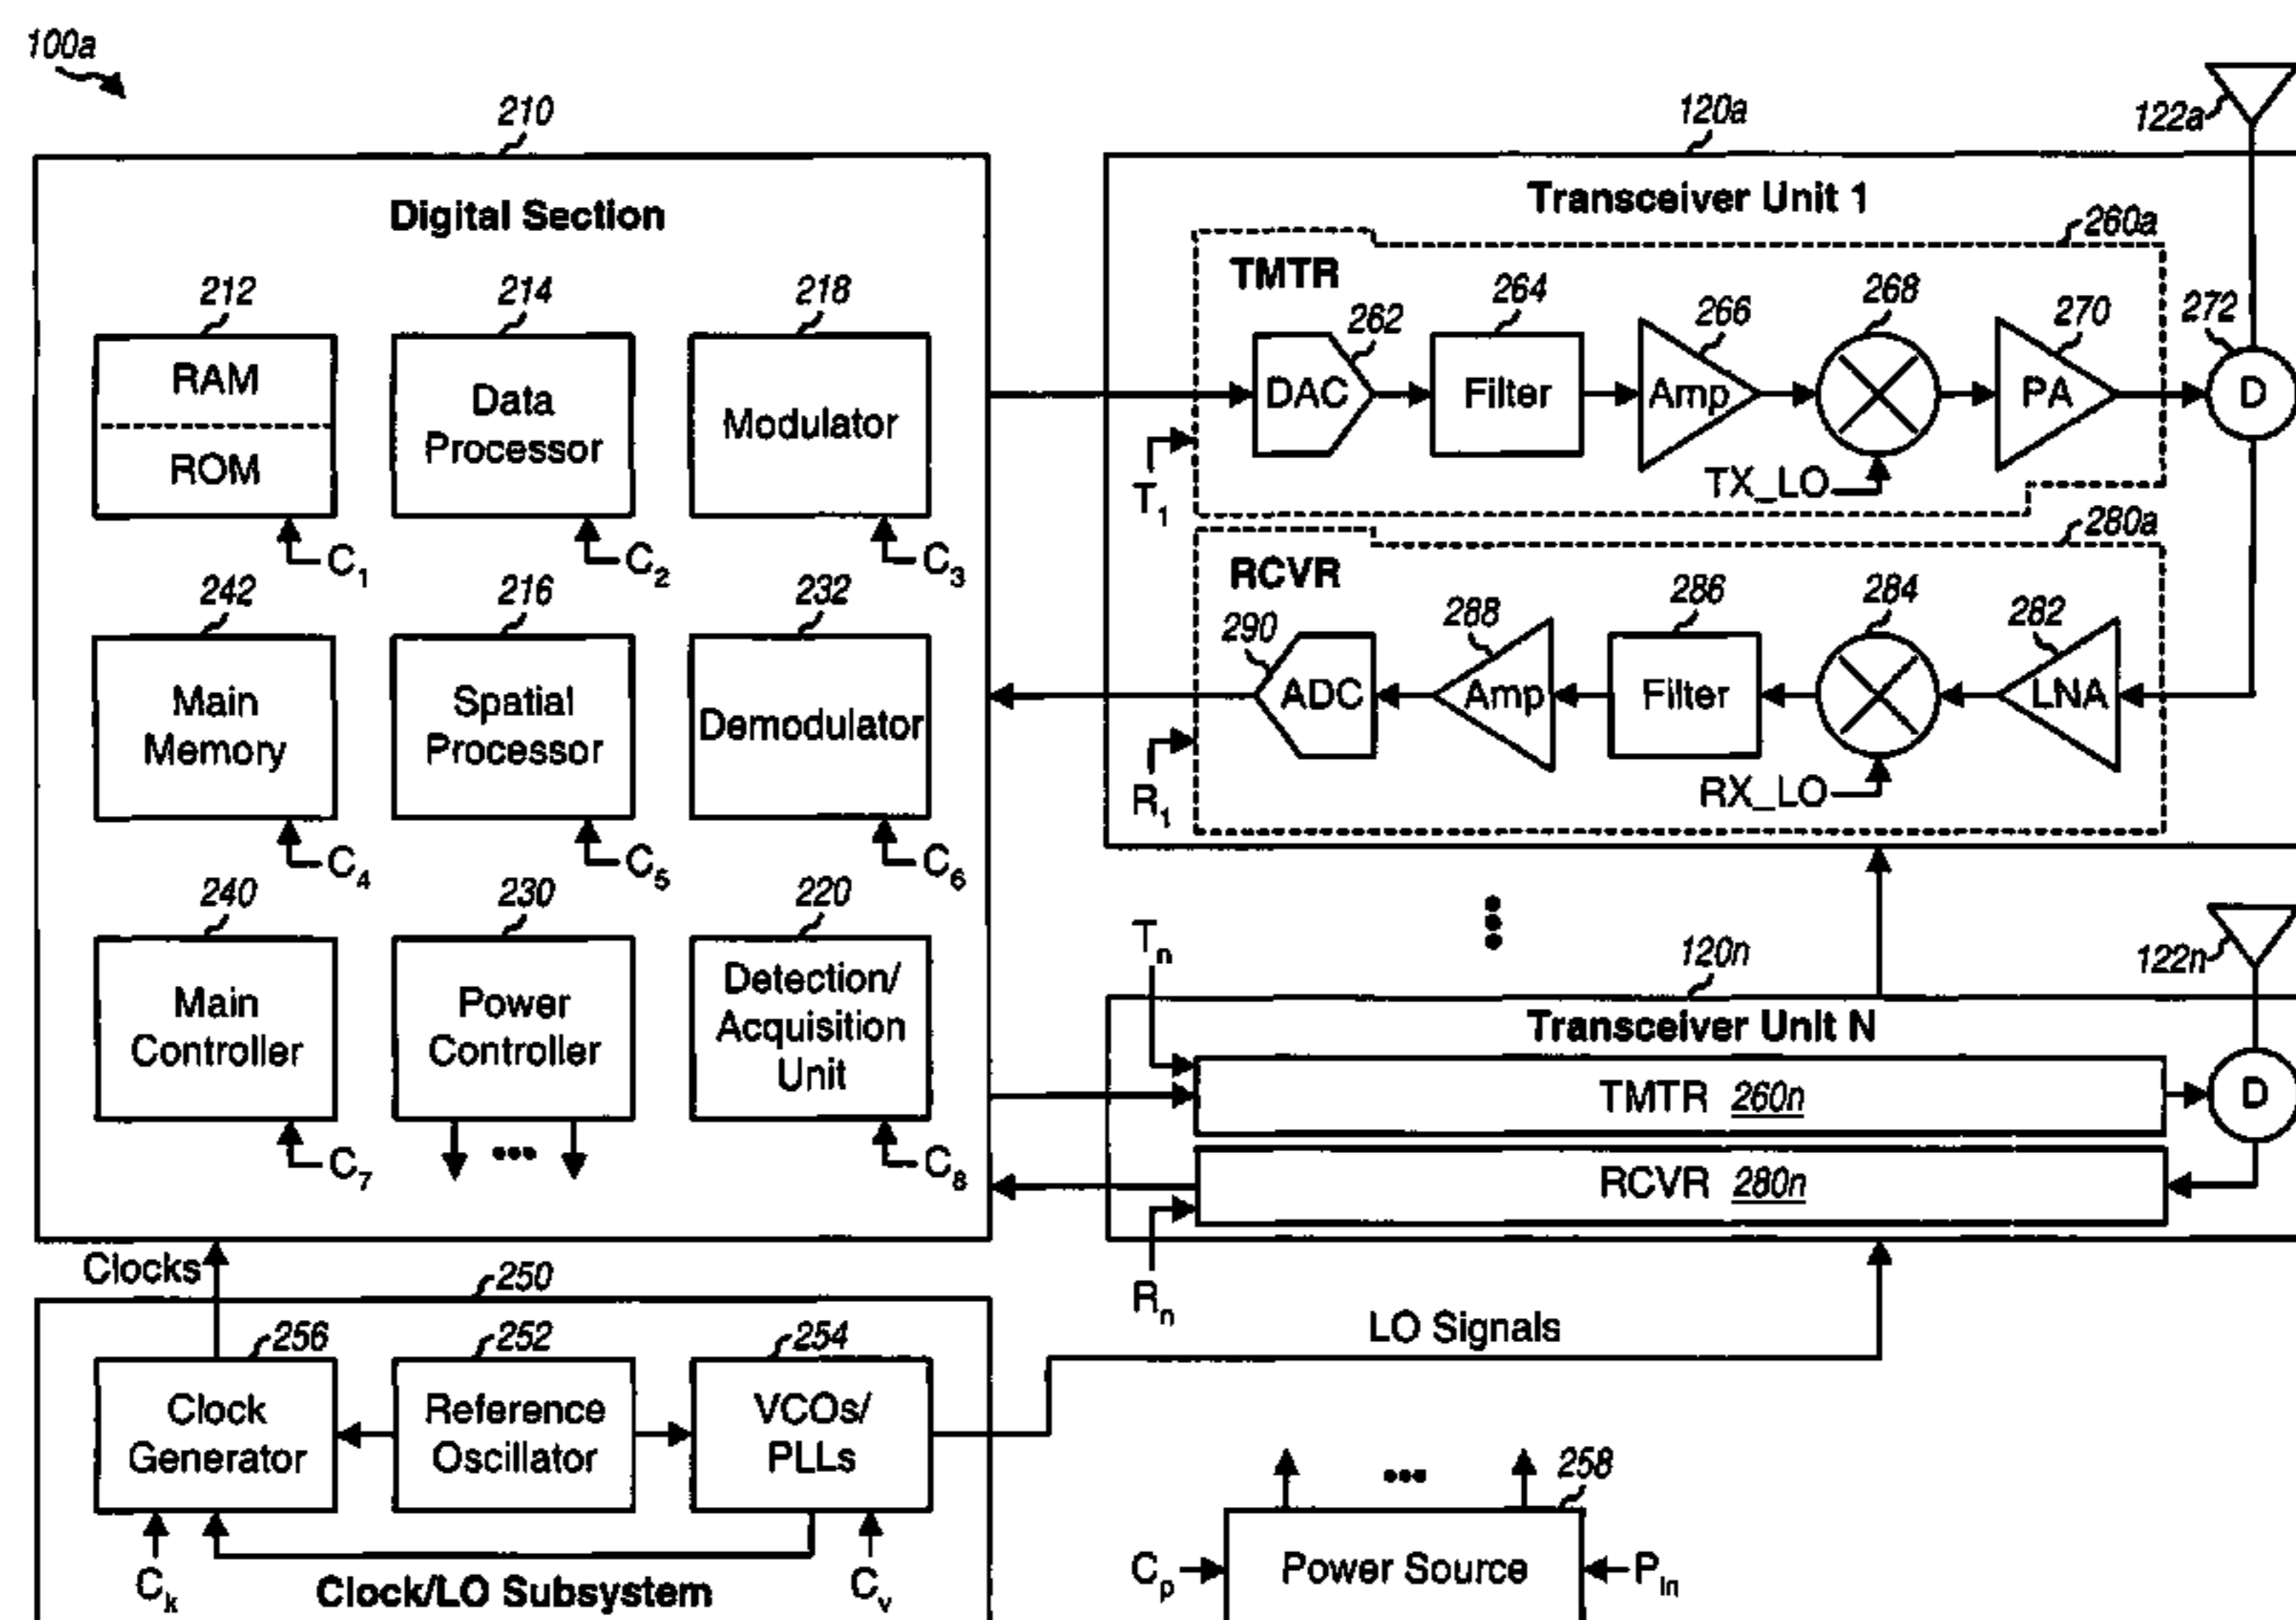 100a
210
Digital Section
212
RAM
ROM
C1
214
Data
Processor
C2
218
Modulator
C3
242
Main
Memory
C4
216
Spatial
Processor
C5
232
Demodulator
C6
240
Main
Controller
C7
230
Power
Controller
•••
220
Detection/
Acquisition
Unit
C8
120a
Transceiver Unit 1
122a
260a
TMTR
262
DAC
264
Filter
266
Amp
268
TX_LO
270
PA
272
D
T1
280a
RCVR
290
ADC
288
Amp
286
Filter
284
RX_LO
282
LNA
R1
120n
Transceiver Unit N
122n
Tn
TMTR 260n
D
RCVR 280n
Rn
Clocks
250
256
Clock
Generator
Ck
252
Reference
Oscillator
254
VCOs/
PLLs
Cv
Clock/LO Subsystem
LO Signals
•••
258
Cp
Power Source
Pin